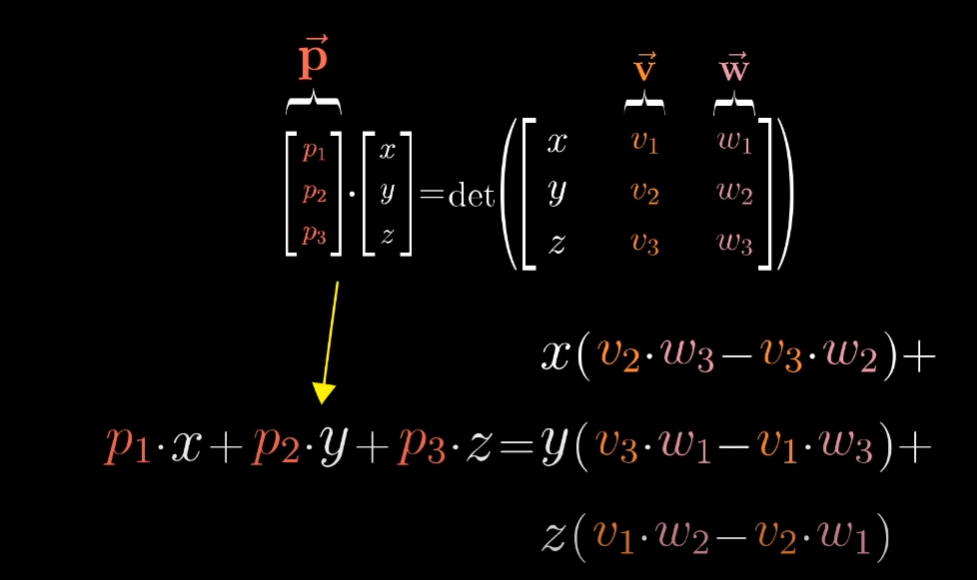 p⃗ v⃗ w⃗
[p₁ p₂ p₃] · [x y z] = det([x v₁ w₁
y v₂ w₂
z v₃ w₃])
x(v₂·w₃−v₃·w₂)+
p₁·x+p₂·y+p₃·z=y(v₃·w₁−v₁·w₃)+
z(v₁·w₂−v₂·w₁)